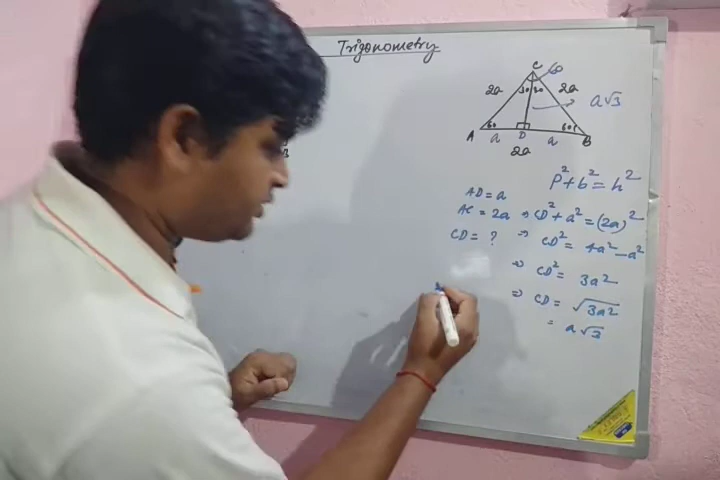 Trigonometry
C 60
2a 30 30 2a
a√3
A 60 a D a 60 B
2a
P² + b² = h²
AD = a
AC = 2a ⇒ CD² + a² = (2a)²
CD = ? ⇒ CD² = 4a² - a²
⇒ CD² = 3a²
⇒ CD = √3a²
= a√3